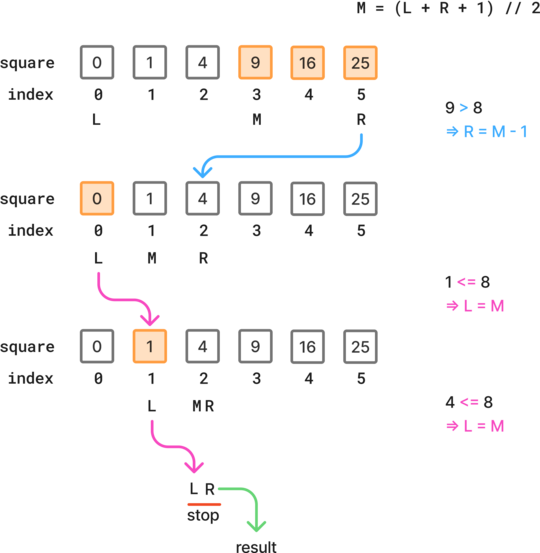 M = (L + R + 1) // 2
square 0 1 4 9 16 25
index 0 1 2 3 4 5
L M R
9 > 8
⇒ R = M - 1
square 0 1 4 9 16 25
index 0 1 2 3 4 5
L M R
1 <= 8
⇒ L = M
square 0 1 4 9 16 25
index 0 1 2 3 4 5
L M R
4 <= 8
⇒ L = M
L R
stop
result